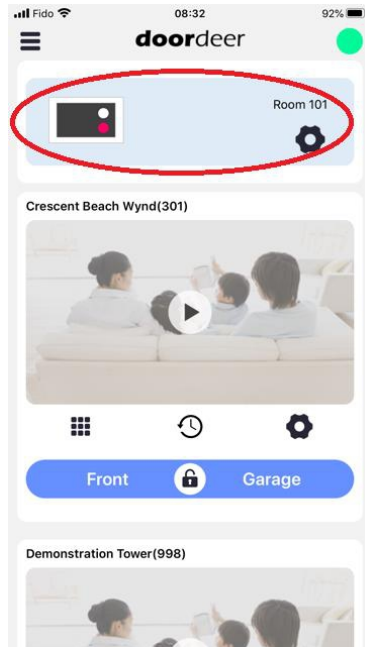 Fido 08:32 92%
doordeer
Room 101
Crescent Beach Wynd(301)
Front Garage
Demonstration Tower(998)